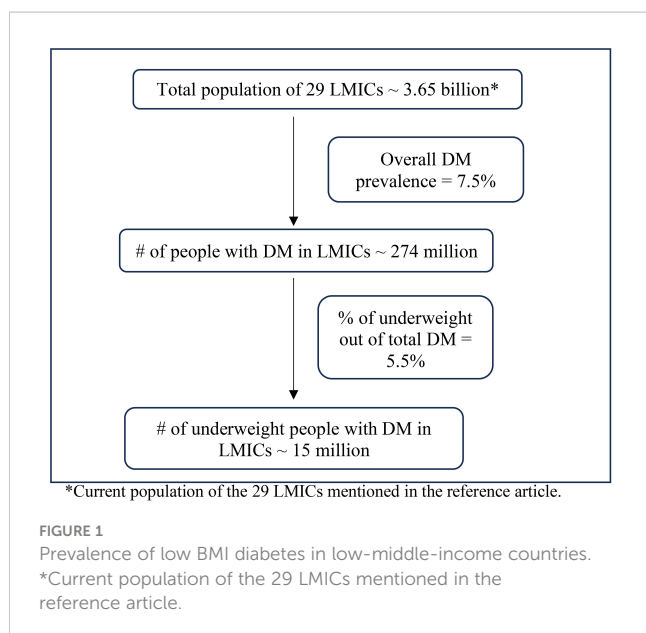 Total population of 29 LMICs ~ 3.65 billion*
Overall DM
prevalence = 7.5%
# of people with DM in LMICs ~ 274 million
% of underweight
out of total DM =
5.5%
# of underweight people with DM in
LMICs ~ 15 million
*Current population of the 29 LMICs mentioned in the reference article.
FIGURE 1
Prevalence of low BMI diabetes in low-middle-income countries.
*Current population of the 29 LMICs mentioned in the
reference article.